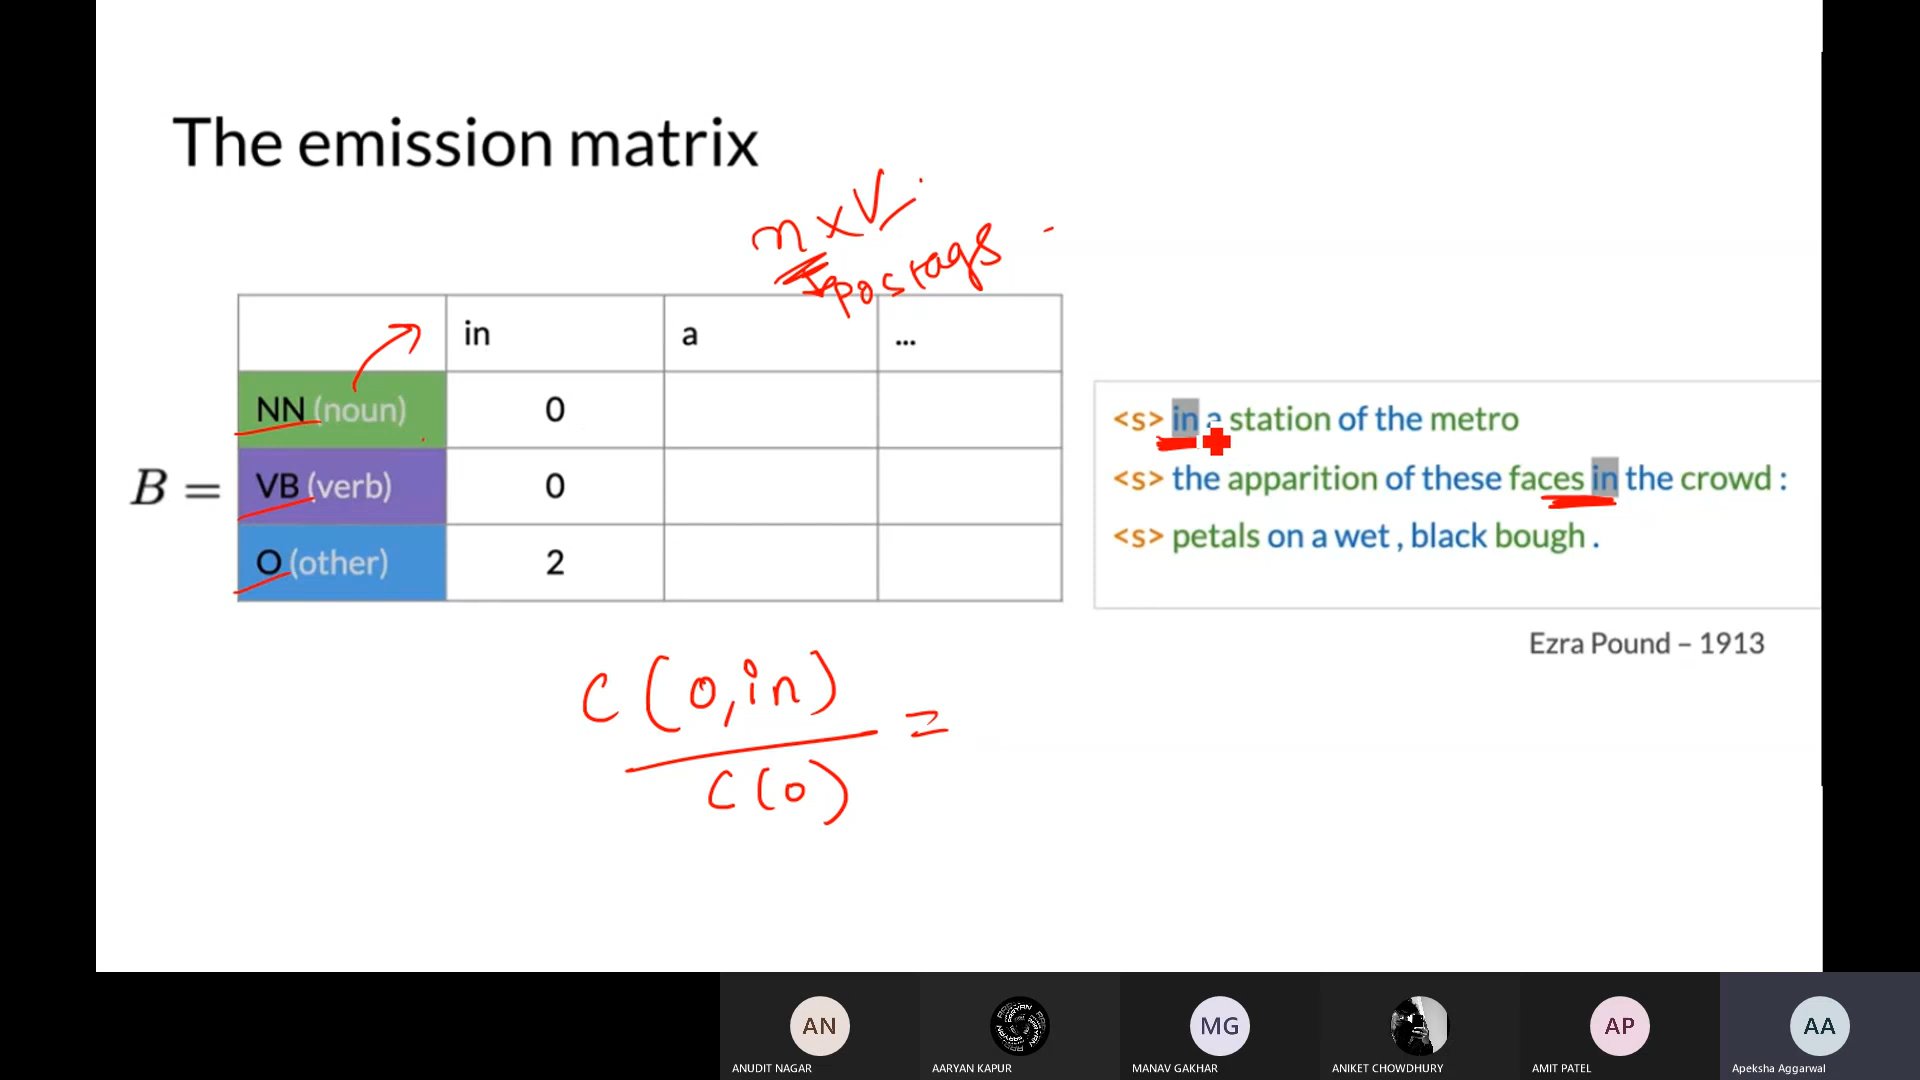 The emission matrix
n x V
pos tags
in a ...
NN (noun) 0
B = VB (verb) 0
O (other) 2
<s> in a station of the metro
<s> the apparition of these faces in the crowd :
<s> petals on a wet , black bough .
Ezra Pound – 1913
C (O, in) =
C (O)
AN MG AP AA
ANUDIT NAGAR AARYAN KAPUR MANAV GAKHAR ANIKET CHOWDHURY AMIT PATEL Apeksha Aggarwal